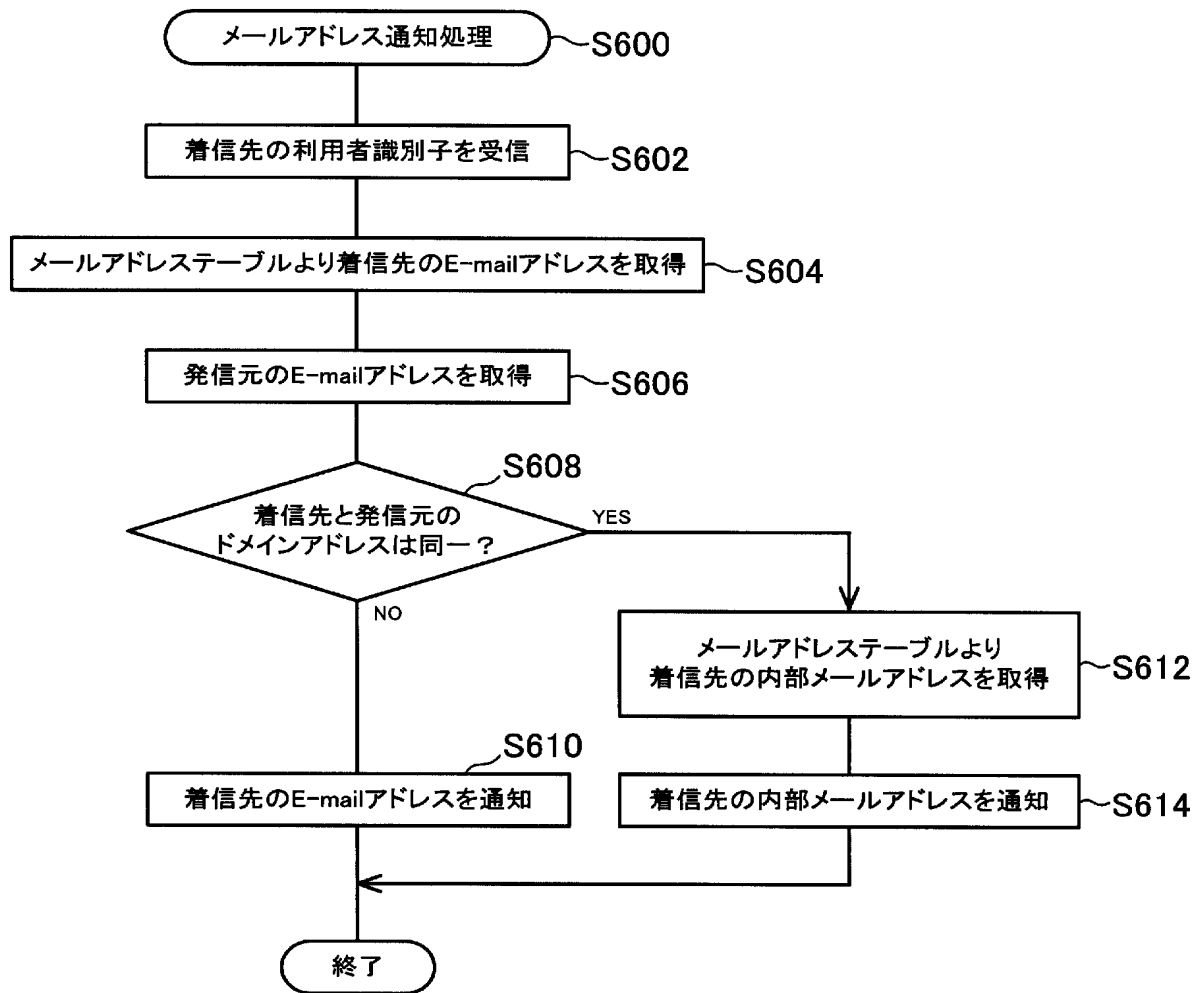 メールアドレス通知処理
S600
着信先の利用者識別子を受信
S602
メールアドレステーブルより着信先のE-mailアドレスを取得
S604
発信元のE-mailアドレスを取得
S606
S608
着信先と発信元の
ドメインアドレスは同一？
YES
NO
メールアドレステーブルより
着信先の内部メールアドレスを取得
S612
S610
着信先のE-mailアドレスを通知
着信先の内部メールアドレスを通知
S614
終了